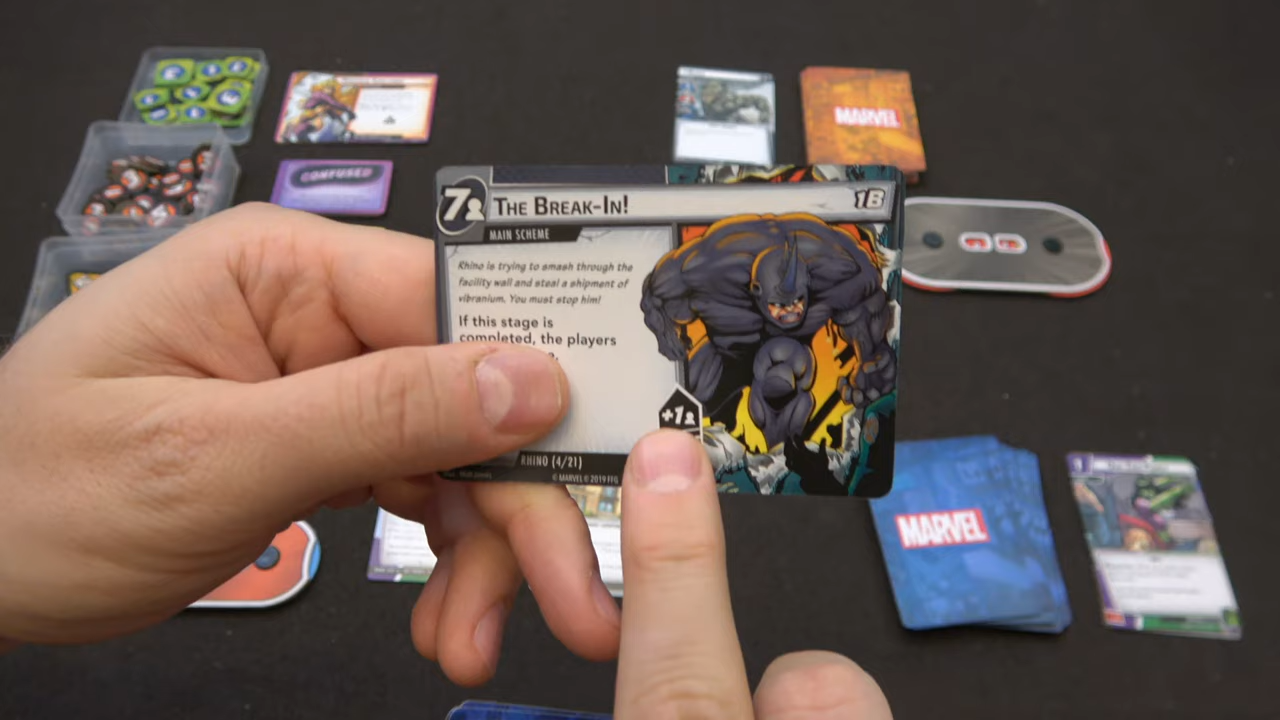 CONFUSED
MARVEL
7
THE BREAK-IN!
1B
MAIN SCHEME
Rhino is trying to smash through the
facility wall and steal a shipment of
vibranium. You must stop him!
If this stage is
completed, the players
+1
RHINO (4/21)
© MARVEL © 2019 FFG
MARVEL
1